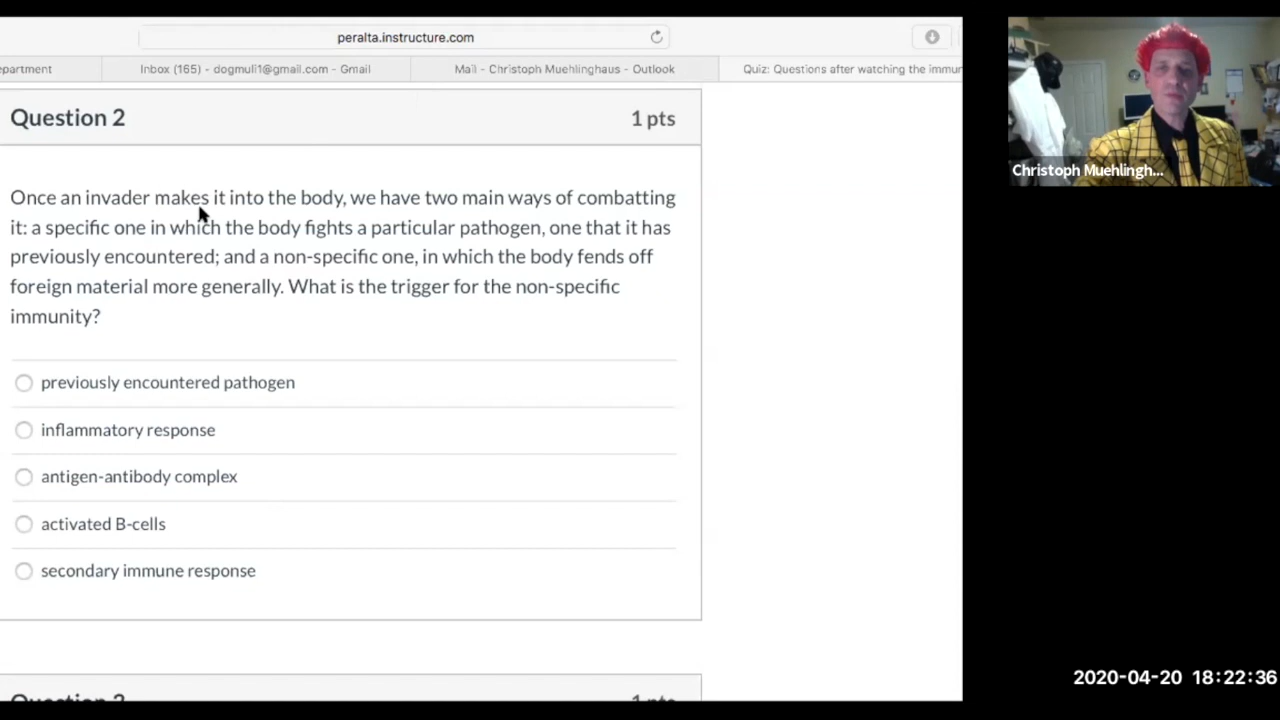 peralta.instructure.com
epartment
Inbox (165) - dogmuli1@gmail.com - Gmail
Mail - Christoph Muehlinghaus - Outlook
Quiz: Questions after watching the immun
Question 2
1 pts
Once an invader makes it into the body, we have two main ways of combatting
it: a specific one in which the body fights a particular pathogen, one that it has
previously encountered; and a non-specific one, in which the body fends off
foreign material more generally. What is the trigger for the non-specific
immunity?
previously encountered pathogen
inflammatory response
antigen-antibody complex
activated B-cells
secondary immune response
Christoph Muehlingh...
2020-04-20 18:22:36